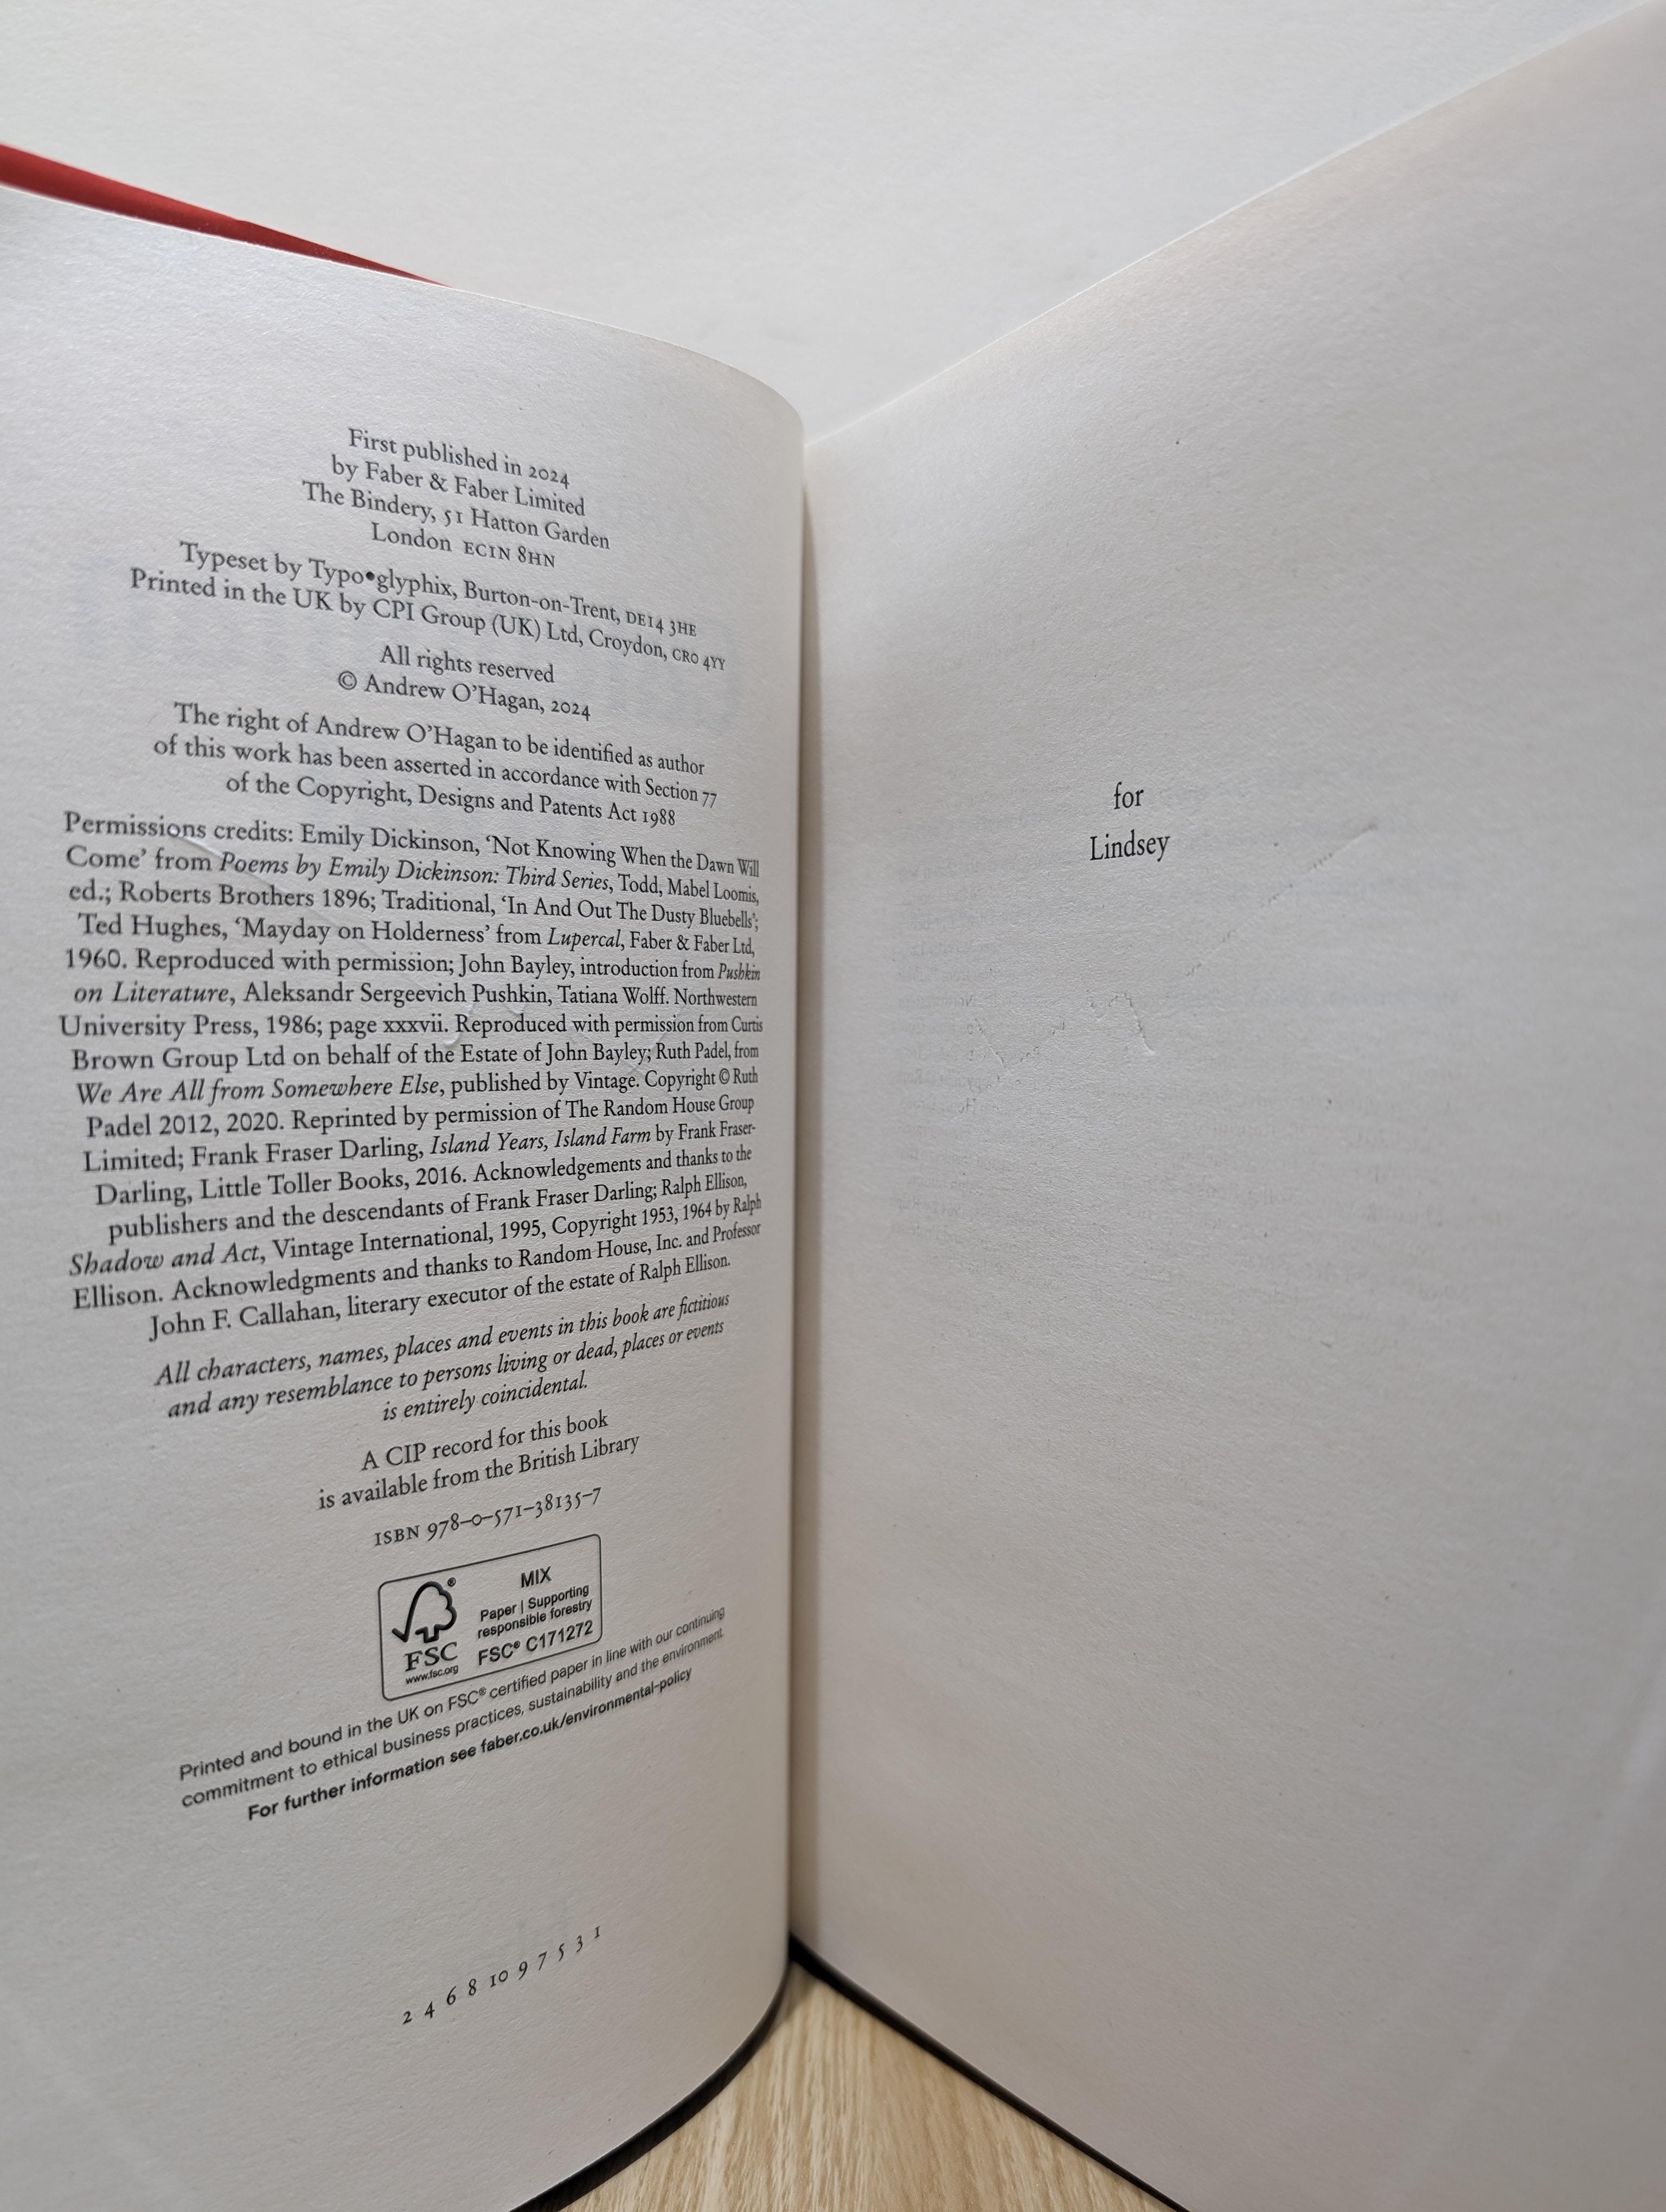 First published in 2024
by Faber & Faber Limited
The Bindery, 51 Hatton Garden
London EC1N 8HN
Typeset by Typo•glyphix, Burton-on-Trent, DE14 3HE
Printed in the UK by CPI Group (UK) Ltd, Croydon, CR0 4YY
All rights reserved
© Andrew O’Hagan, 2024
The right of Andrew O’Hagan to be identified as author
of this work has been asserted in accordance with Section 77
of the Copyright, Designs and Patents Act 1988
Permissions credits: Emily Dickinson, ‘Not Knowing When the Dawn Will
Come’ from Poems by Emily Dickinson: Third Series, Todd, Mabel Loomis,
ed.; Roberts Brothers 1896; Traditional, ‘In And Out The Dusty Bluebells’;
Ted Hughes, ‘Mayday on Holderness’ from Lupercal, Faber & Faber Ltd,
1960. Reproduced with permission; John Bayley, introduction from Pushkin
on Literature, Aleksandr Sergeevich Pushkin, Tatiana Wolff. Northwestern
University Press, 1986; page xxxvii. Reproduced with permission from Curtis
Brown Group Ltd on behalf of the Estate of John Bayley; Ruth Padel, from
We Are All from Somewhere Else, published by Vintage. Copyright © Ruth
Padel 2012, 2020. Reprinted by permission of The Random House Group
Limited; Frank Fraser Darling, Island Years, Island Farm by Frank Fraser-
Darling, Little Toller Books, 2016. Acknowledgements and thanks to the
publishers and the descendants of Frank Fraser Darling; Ralph Ellison,
Shadow and Act, Vintage International, 1995, Copyright 1953, 1964 by Ralph
Ellison. Acknowledgments and thanks to Random House, Inc. and Professor
John F. Callahan, literary executor of the estate of Ralph Ellison.
All characters, names, places and events in this book are fictitious
and any resemblance to persons living or dead, places or events
is entirely coincidental.
A CIP record for this book
is available from the British Library
ISBN 978–0–571–38135–7
MIX
Paper | Supporting
responsible forestry
FSC® C171272
FSC
www.fsc.org
Printed and bound in the UK on FSC® certified paper in line with our continuing
commitment to ethical business practices, sustainability and the environment.
For further information see faber.co.uk/environmental-policy
2 4 6 8 10 9 7 5 3 1
for
Lindsey